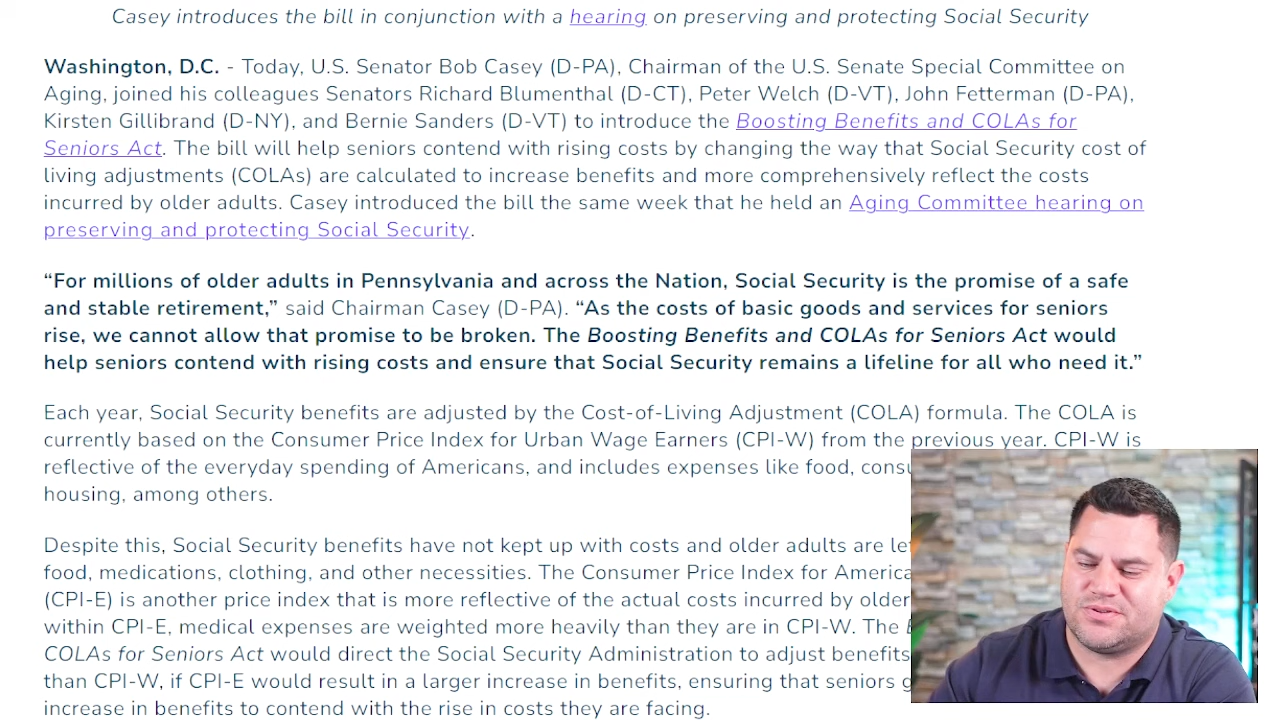 Casey introduces the bill in conjunction with a hearing on preserving and protecting Social Security
Washington, D.C. - Today, U.S. Senator Bob Casey (D-PA), Chairman of the U.S. Senate Special Committee on
Aging, joined his colleagues Senators Richard Blumenthal (D-CT), Peter Welch (D-VT), John Fetterman (D-PA),
Kirsten Gillibrand (D-NY), and Bernie Sanders (D-VT) to introduce the Boosting Benefits and COLAs for
Seniors Act. The bill will help seniors contend with rising costs by changing the way that Social Security cost of
living adjustments (COLAs) are calculated to increase benefits and more comprehensively reflect the costs
incurred by older adults. Casey introduced the bill the same week that he held an Aging Committee hearing on
preserving and protecting Social Security.
“For millions of older adults in Pennsylvania and across the Nation, Social Security is the promise of a safe
and stable retirement,” said Chairman Casey (D-PA). “As the costs of basic goods and services for seniors
rise, we cannot allow that promise to be broken. The Boosting Benefits and COLAs for Seniors Act would
help seniors contend with rising costs and ensure that Social Security remains a lifeline for all who need it.”
Each year, Social Security benefits are adjusted by the Cost-of-Living Adjustment (COLA) formula. The COLA is
currently based on the Consumer Price Index for Urban Wage Earners (CPI-W) from the previous year. CPI-W is
reflective of the everyday spending of Americans, and includes expenses like food,
housing, among others.
Despite this, Social Security benefits have not kept up with costs and older adults are
food, medications, clothing, and other necessities. The Consumer Price Index for
(CPI-E) is another price index that is more reflective of the actual costs incurred by older
within CPI-E, medical expenses are weighted more heavily than they are in CPI-W. The
COLAs for Seniors Act would direct the Social Security Administration to adjust benefits
than CPI-W, if CPI-E would result in a larger increase in benefits, ensuring that seniors
increase in benefits to contend with the rise in costs they are facing.